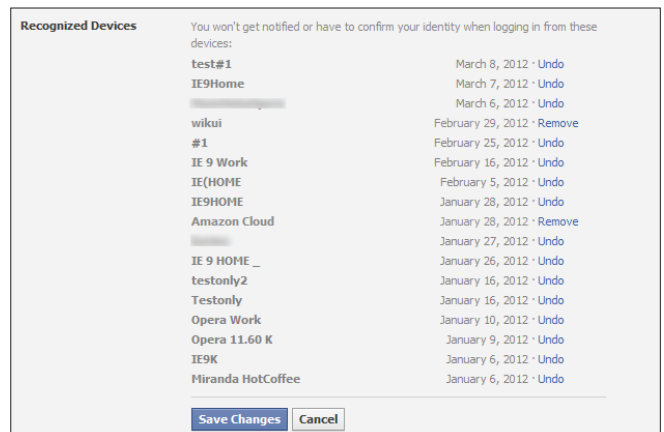 Recognized Devices
You won't get notified or have to confirm your identity when logging in from these
devices:
test#1 March 8, 2012 · Undo
IE9Home March 7, 2012 · Undo
March 6, 2012 · Undo
wikui February 29, 2012 · Remove
#1 February 25, 2012 · Undo
IE 9 Work February 16, 2012 · Undo
IE(HOME February 5, 2012 · Undo
IE9HOME January 28, 2012 · Undo
Amazon Cloud January 28, 2012 · Remove
January 27, 2012 · Undo
IE 9 HOME _ January 26, 2012 · Undo
testonly2 January 16, 2012 · Undo
Testonly January 16, 2012 · Undo
Opera Work January 10, 2012 · Undo
Opera 11.60 K January 9, 2012 · Undo
IE9K January 6, 2012 · Undo
Miranda HotCoffee January 6, 2012 · Undo
Save Changes Cancel